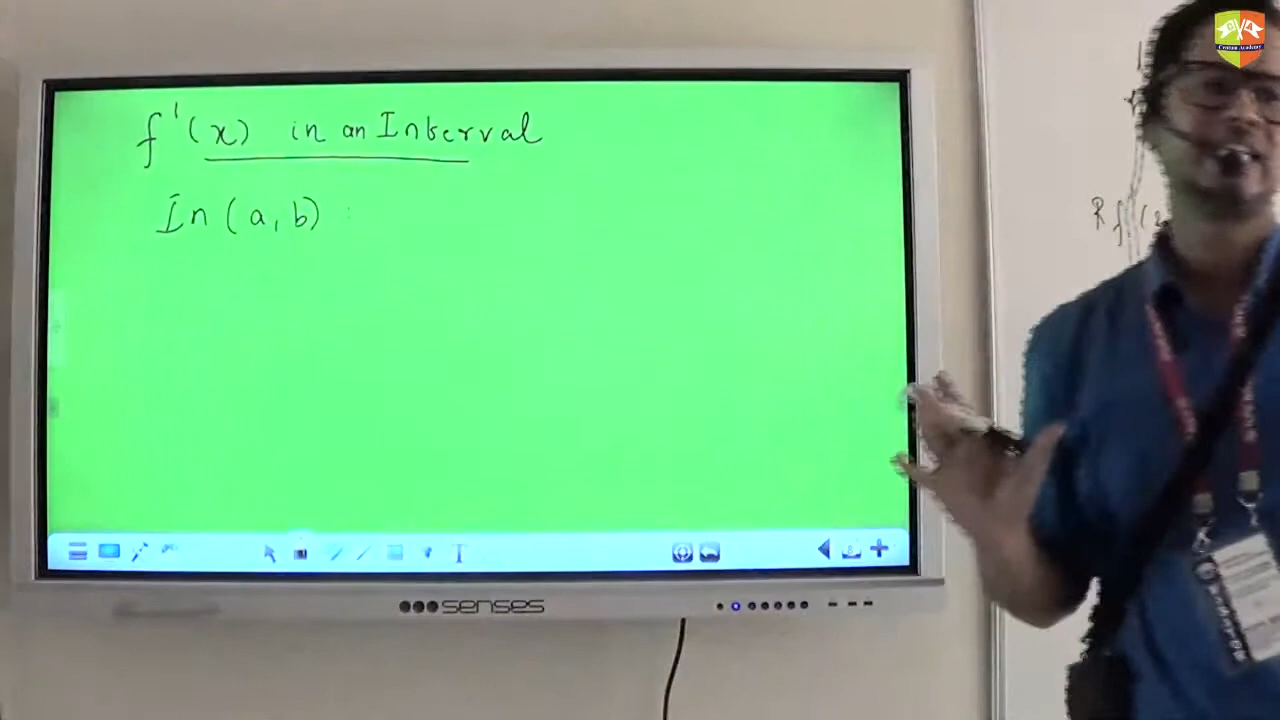 f'(x) in an Interval
In (a, b) :
senses
R f'(